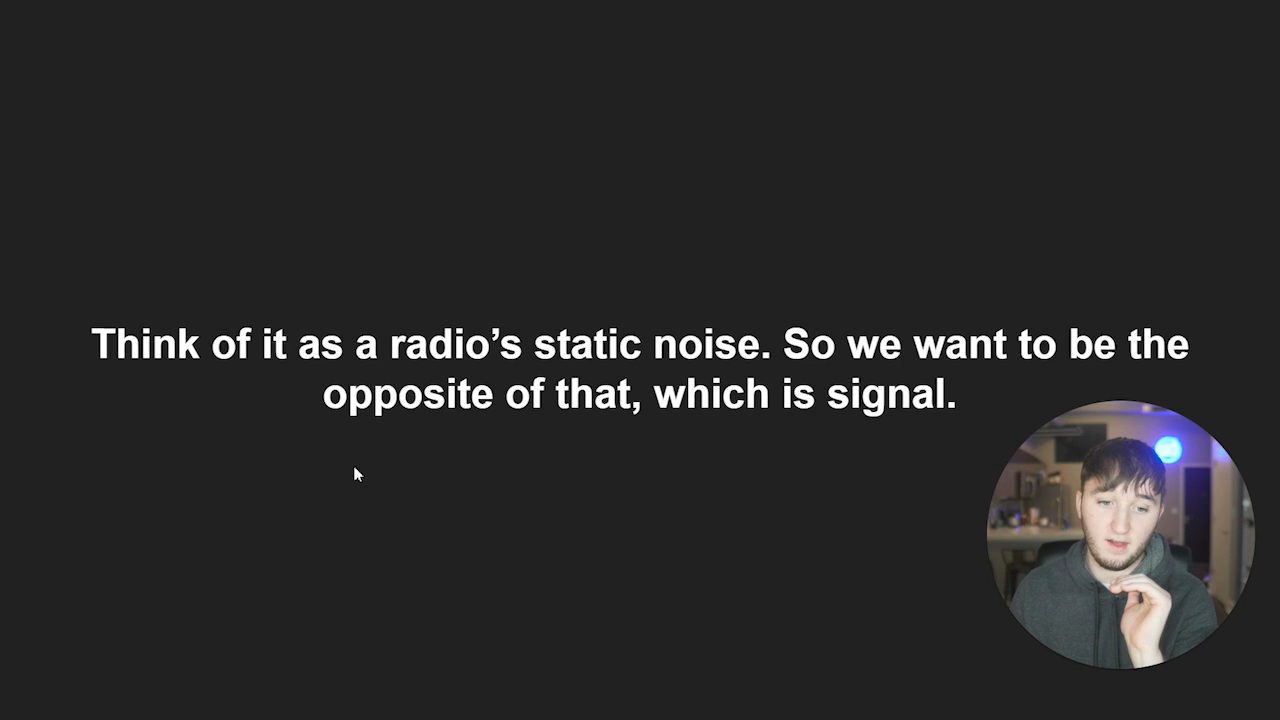 Think of it as a radio’s static noise. So we want to be the
opposite of that, which is signal.